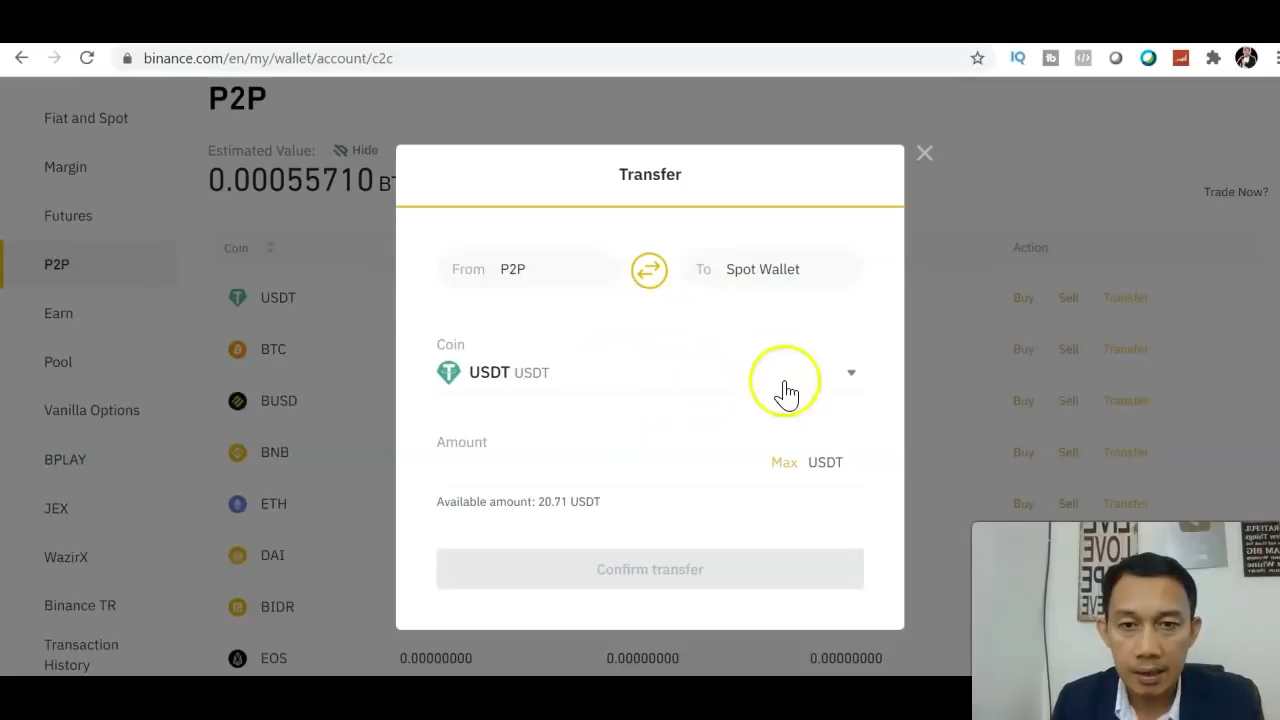 binance.com/en/my/wallet/account/c2c
P2P
Fiat and Spot
Margin
Futures
P2P
Earn
Pool
Vanilla Options
BPLAY
JEX
WazirX
Binance TR
Transaction
History
Estimated Value: Hide
0.00055710
Trade Now?
Coin
Action
USDT
Buy Sell Transfer
BTC
Buy Sell Transfer
BUSD
Buy Sell Transfer
BNB
Buy Sell Transfer
ETH
Buy Sell Transfer
DAI
BIDR
EOS 0.00000000 0.00000000 0.00000000
Transfer
From P2P To Spot Wallet
Coin
USDT USDT
Amount
Max USDT
Available amount: 20.71 USDT
Confirm transfer
LOVE